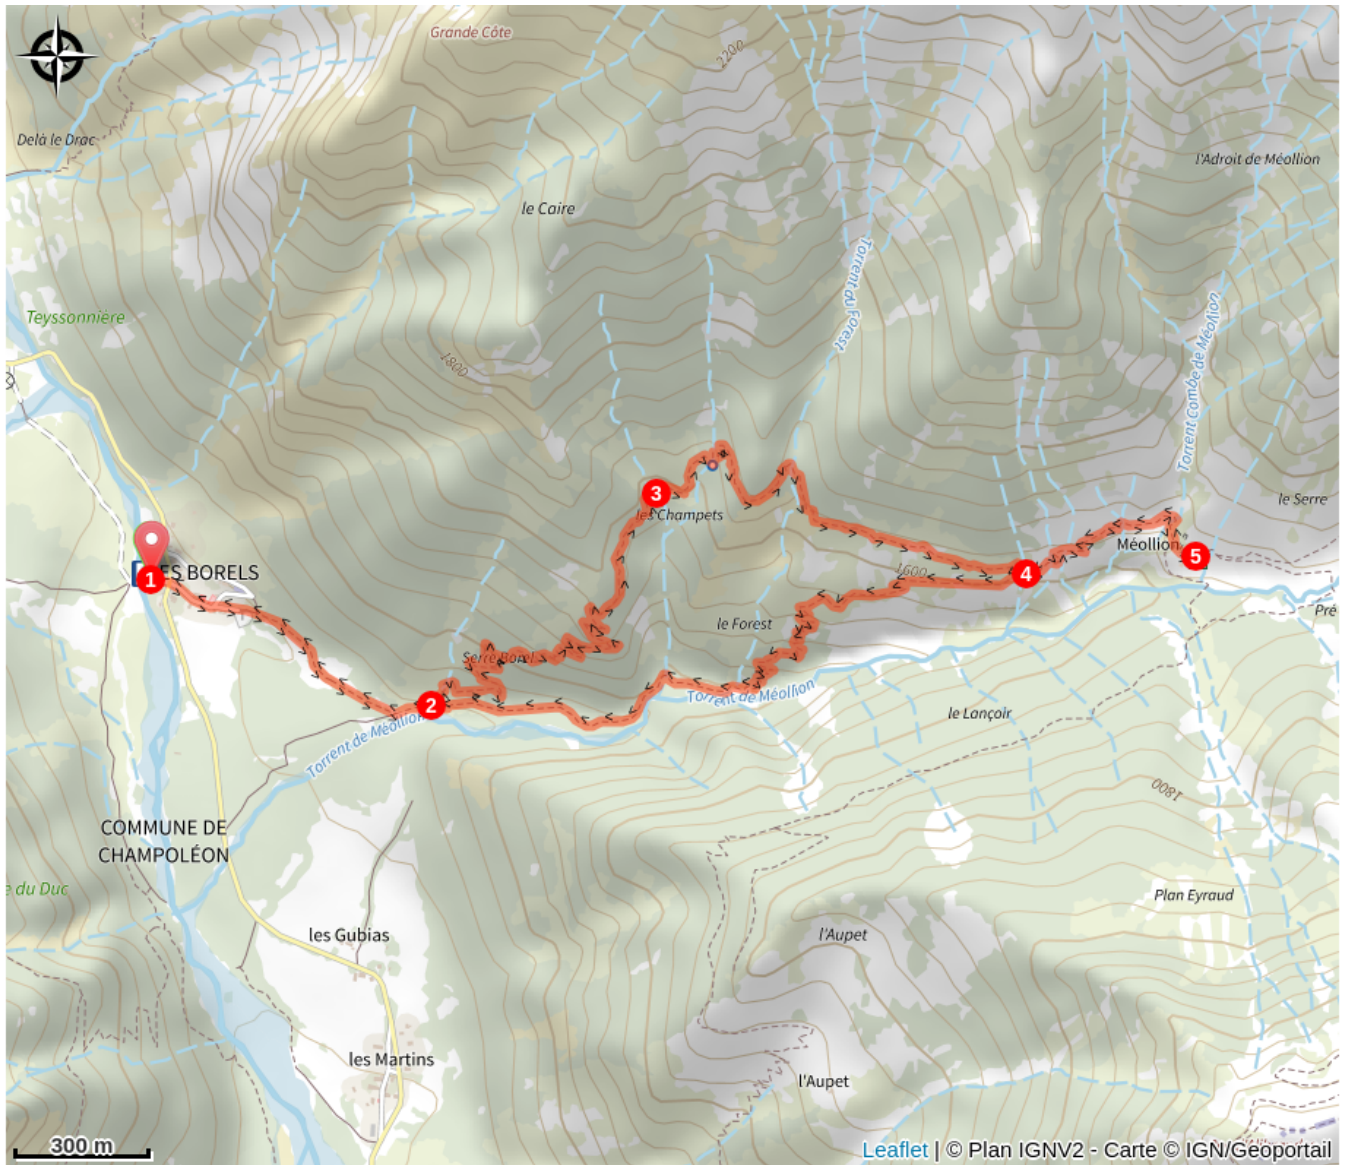 Grande Côte
2200
Delà le Drac
l'Adroit de Méollion
le Caire
Torrent du Forest
Teyssonnière
Torrent Combe de Méollion
1800
3
les Champets
le Serre
Méollion
5
1
LES BORELS
1600
4
Pré
le Forest
Serre Borel
2
Torrent de Méollion
le Lançoir
Torrent de Méollion
1800
COMMUNE DE
CHAMPOLÉON
e du Duc
Plan Eyraud
les Gubias
l'Aupet
les Martins
l'Aupet
300 m
Leaflet | © Plan IGNV2 - Carte © IGN/Geoportail